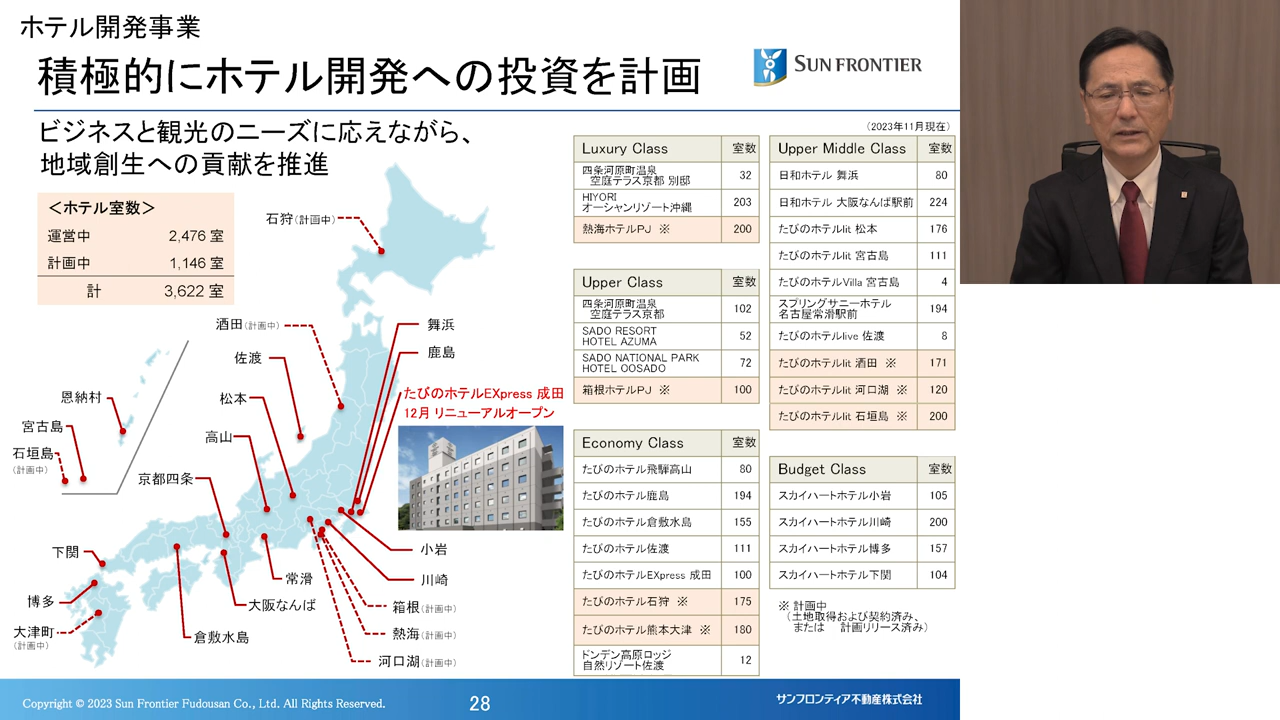 ホテル開発事業
積極的にホテル開発への投資を計画
SUN FRONTIER
ビジネスと観光のニーズに応えながら、
地域創生への貢献を推進
（2023年11月現在）
＜ホテル室数＞
運営中 2,476 室
計画中 1,146 室
計 3,622 室
石狩(計画中)
酒田(計画中)
佐渡
松本
高山
京都四条
恩納村
宮古島
石垣島
(計画中)
下関
博多
大津町
(計画中)
倉敷水島
大阪なんば
常滑
舞浜
鹿島
たびのホテルEXpress 成田
12月 リニューアルオープン
小岩
川崎
箱根(計画中)
熱海(計画中)
河口湖(計画中)
Luxury Class 室数
四条河原町温泉
空庭テラス京都 別邸 32
HIYORI
オーシャンリゾート沖縄 203
熱海ホテルPJ ※ 200
Upper Class 室数
四条河原町温泉
空庭テラス京都 102
SADO RESORT
HOTEL AZUMA 52
SADO NATIONAL PARK
HOTEL OOSADO 72
箱根ホテルPJ ※ 100
Economy Class 室数
たびのホテル飛騨高山 80
たびのホテル鹿島 194
たびのホテル倉敷水島 155
たびのホテル佐渡 111
たびのホテルEXpress 成田 100
たびのホテル石狩 ※ 175
たびのホテル熊本大津 ※ 180
ドンデン高原ロッジ
自然リゾート佐渡 12
Upper Middle Class 室数
日和ホテル 舞浜 80
日和ホテル 大阪なんば駅前 224
たびのホテルlit 松本 176
たびのホテルlit 宮古島 111
たびのホテルVilla 宮古島 4
スプリングサニーホテル
名古屋常滑駅前 194
たびのホテルlive 佐渡 8
たびのホテルlit 酒田 ※ 171
たびのホテルlit 河口湖 ※ 120
たびのホテルlit 石垣島 ※ 200
Budget Class 室数
スカイハートホテル小岩 105
スカイハートホテル川崎 200
スカイハートホテル博多 157
スカイハートホテル下関 104
※ 計画中
（土地取得および契約済み、
または 計画リリース済み）
Copyright © 2023 Sun Frontier Fudousan Co., Ltd. All Rights Reserved.
28
サンフロンティア不動産株式会社